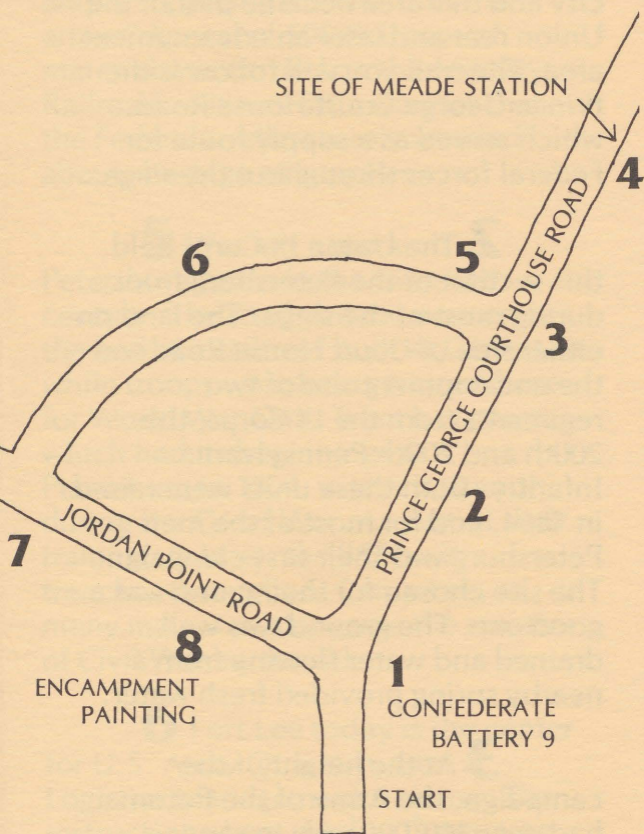 SITE OF MEADE STATION
4
6
5
PRINCE GEORGE COURTHOUSE ROAD
3
2
JORDAN POINT ROAD
7
8
ENCAMPMENT
PAINTING
1
CONFEDERATE
BATTERY 9
START